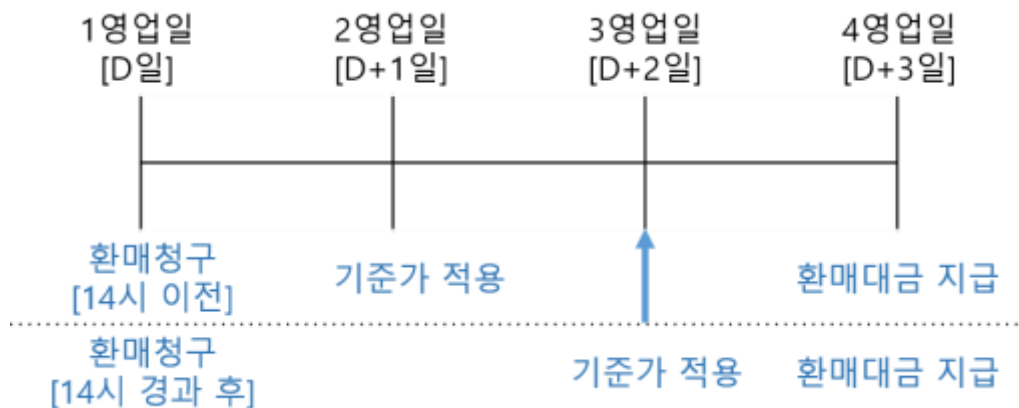 1영업일 2영업일 3영업일 4영업일
[D일] [D+1일] [D+2일] [D+3일]
환매청구
[14시 이전]
기준가 적용
환매대금 지급
환매청구
[14시 경과 후]
기준가 적용
환매대금 지급